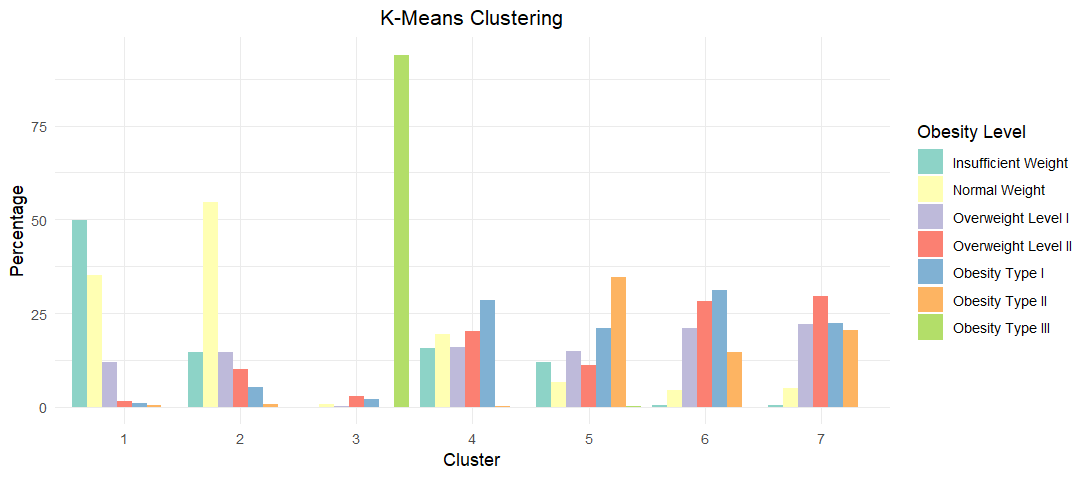 K-Means Clustering
Percentage
75
50
25
0
1 2 3 4 5 6 7
Cluster
Obesity Level
Insufficient Weight
Normal Weight
Overweight Level I
Overweight Level II
Obesity Type I
Obesity Type II
Obesity Type III